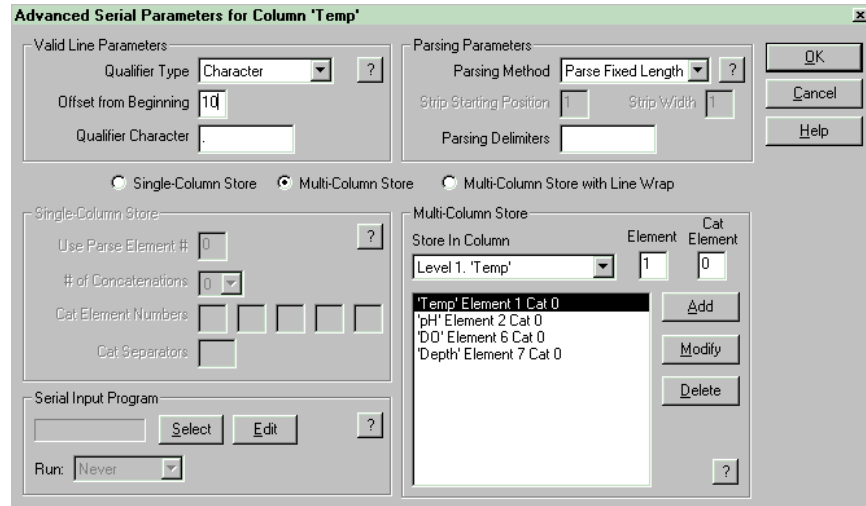 Advanced Serial Parameters for Column 'Temp'
Valid Line Parameters
Qualifier Type Character ?
Offset from Beginning 10
Qualifier Character .
Parsing Parameters
Parsing Method Parse Fixed Length ?
Strip Starting Position 1 Strip Width 1
Parsing Delimiters
OK
Cancel
Help
Single-Column Store Multi-Column Store Multi-Column Store with Line Wrap
Single-Column Store
Use Parse Element # 0 ?
# of Concatenations 0
Cat Element Numbers
Cat Separators
Serial Input Program
Select Edit ?
Run: Never
Multi-Column Store
Store In Column Element Cat Element
Level 1. 'Temp' 1 0
'Temp' Element 1 Cat 0
'pH' Element 2 Cat 0
'DO' Element 6 Cat 0
'Depth' Element 7 Cat 0
Add
Modify
Delete
?